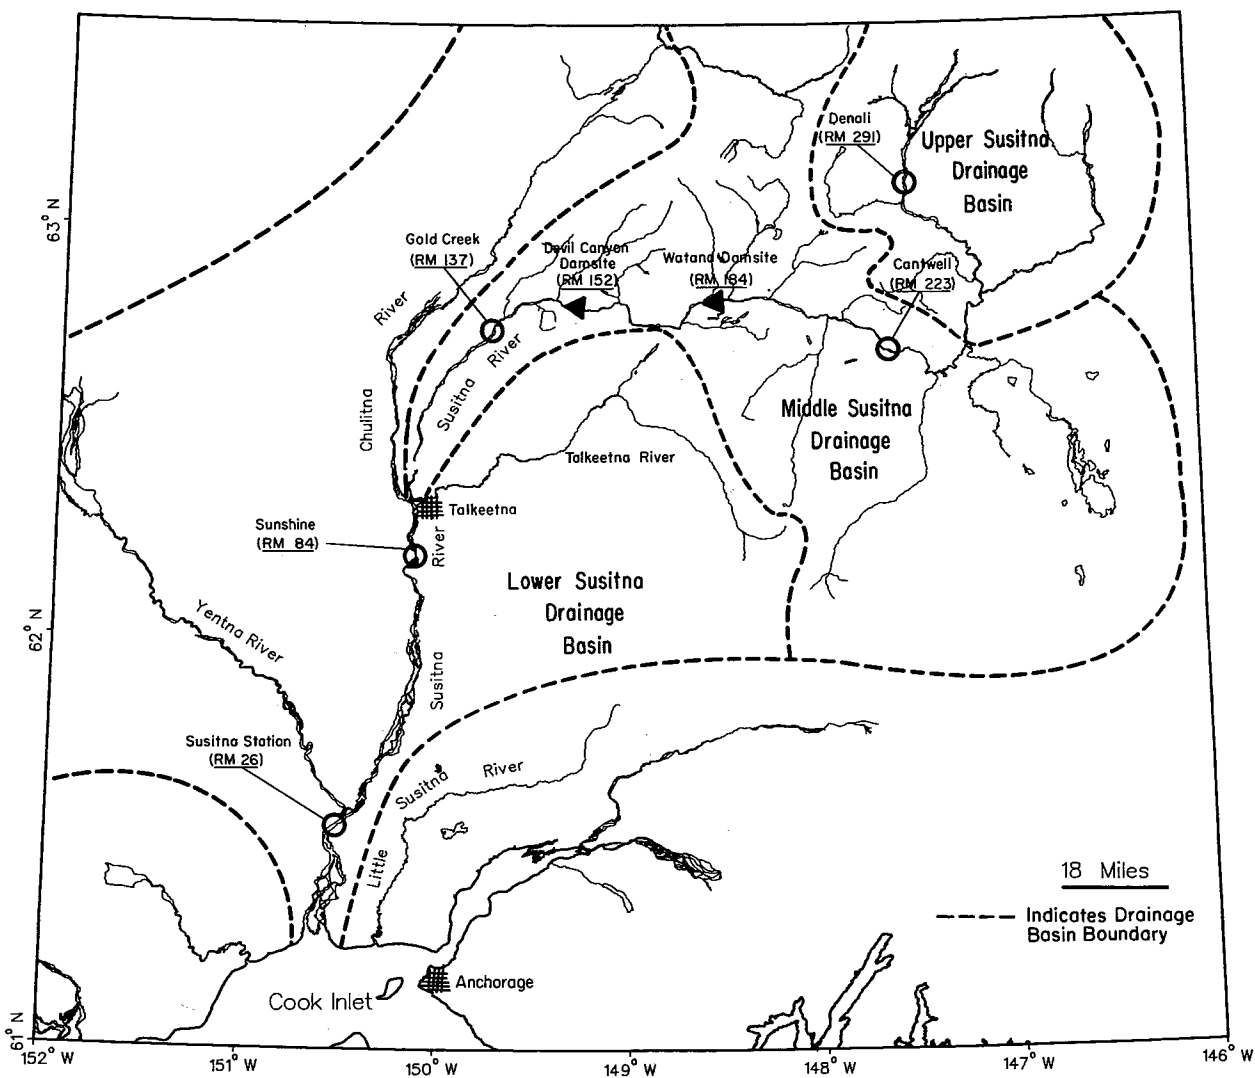 Denali
(RM 291)
Upper Susitna
Drainage
Basin
63° N
Gold Creek
(RM 137)
Devil Canyon
Damsite
(RM 152)
Watana Damsite
(RM 184)
Cantwell
(RM 223)
River
Chulitna
Susitna River
Middle Susitna
Drainage
Basin
Talkeetna River
Talkeetna
Sunshine
(RM 84)
River
Susitna
Lower Susitna
Drainage
Basin
62° N
Yentna River
Susitna Station
(RM 26)
Little Susitna River
18 Miles
Indicates Drainage
Basin Boundary
Anchorage
Cook Inlet
61° N
152° W
151° W
150° W
149° W
148° W
147° W
146° W